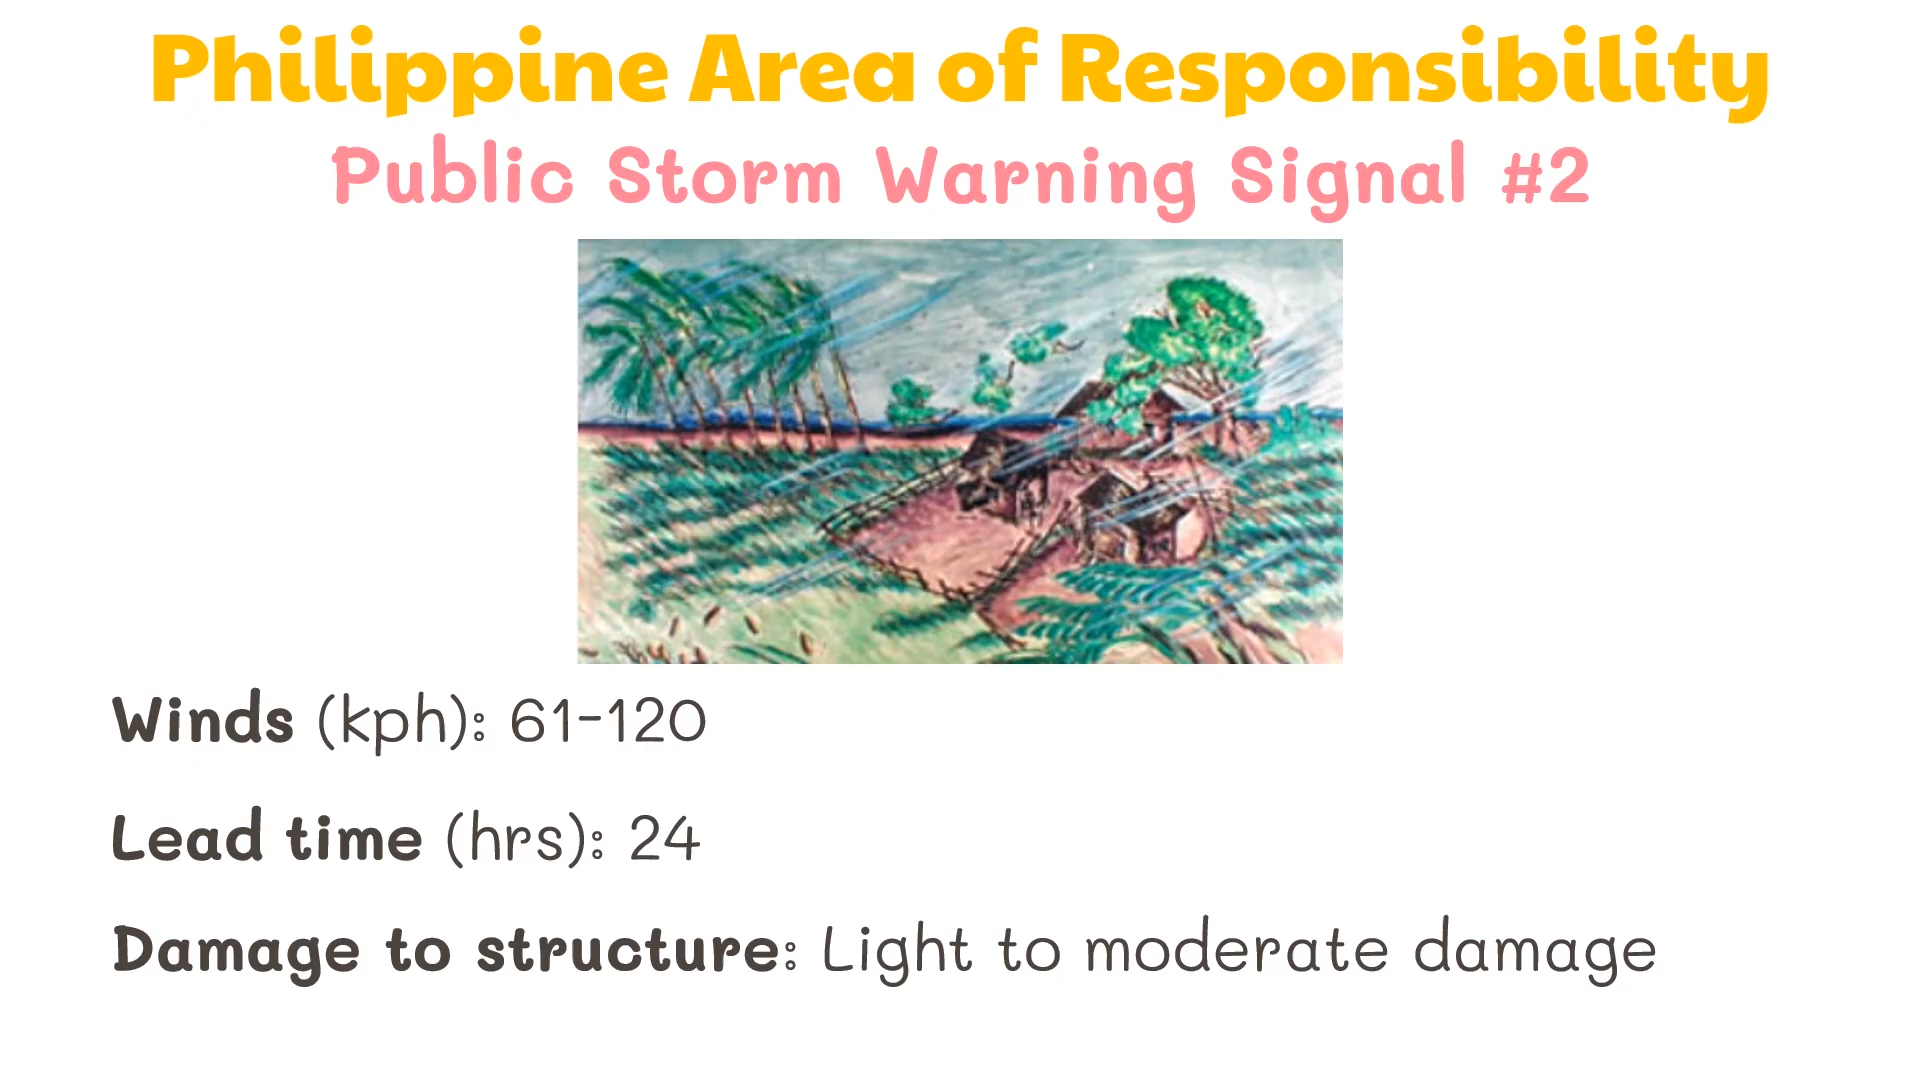 Philippine Area of Responsibility
Public Storm Warning Signal #2
Winds (kph): 61-120
Lead time (hrs): 24
Damage to structure: Light to moderate damage